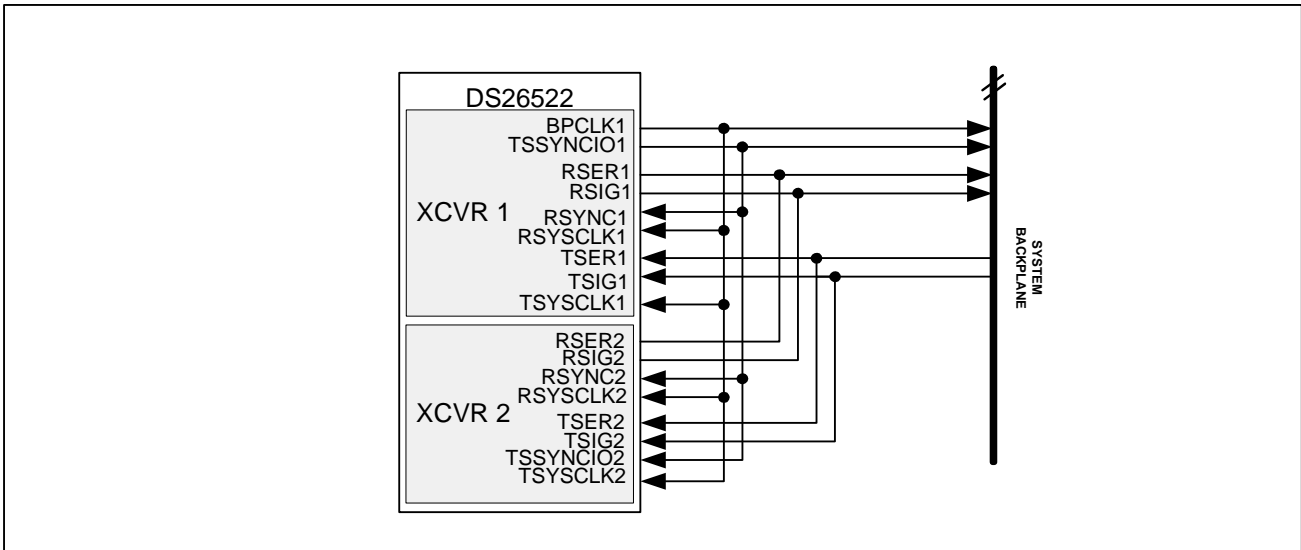 DS26522
BPCLK1
TSSYNCIO1
RSER1
RSIG1
XCVR 1
RSYNC1
RSYSCLK1
TSER1
TSIG1
TSYSCLK1
RSER2
RSIG2
RSYNC2
RSYSCLK2
XCVR 2
TSER2
TSIG2
TSSYNCIO2
TSYSCLK2
SYSTEM
BACKPLANE